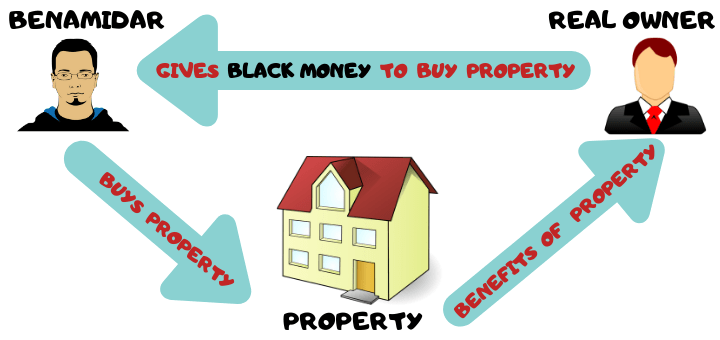 BENAMIDAR
REAL OWNER
GIVEs BLACK MONEY TO BUY PROPERTY
BUYS PROPERTY
BENEFITS OF PROPERTY
PROPERTY